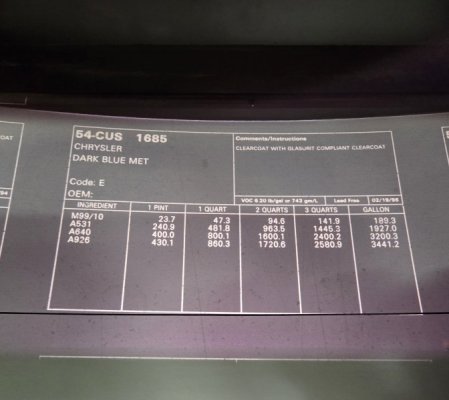 54-CUS 1685
CHRYSLER
DARK BLUE MET
Code: E
OEM:
Comments/Instructions
CLEARCOAT WITH GLASURIT COMPLIANT CLEARCOAT
VOC 6.20 lb/gal or 743 gm/L Lead Free 02/19/96
INGREDIENT 1 PINT 1 QUART 2 QUARTS 3 QUARTS GALLON
M99/10 23.7 47.3 94.6 141.9 189.3
A531 240.9 481.8 963.5 1445.3 1927.0
A640 400.0 800.1 1600.1 2400.2 3200.3
A926 430.1 860.3 1720.6 2580.9 3441.2